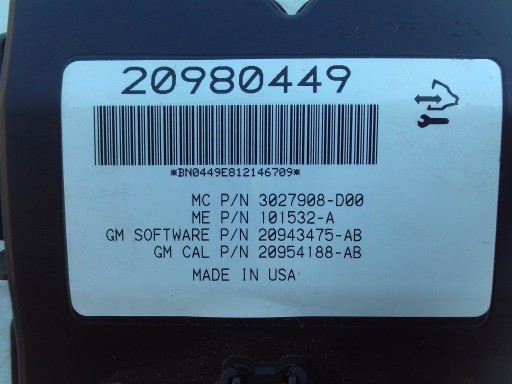 20980449
*BN0449E812146709*
MC P/N 3027908-D00
ME P/N 101532-A
GM SOFTWARE P/N 20943475-AB
GM CAL P/N 20954188-AB
MADE IN USA